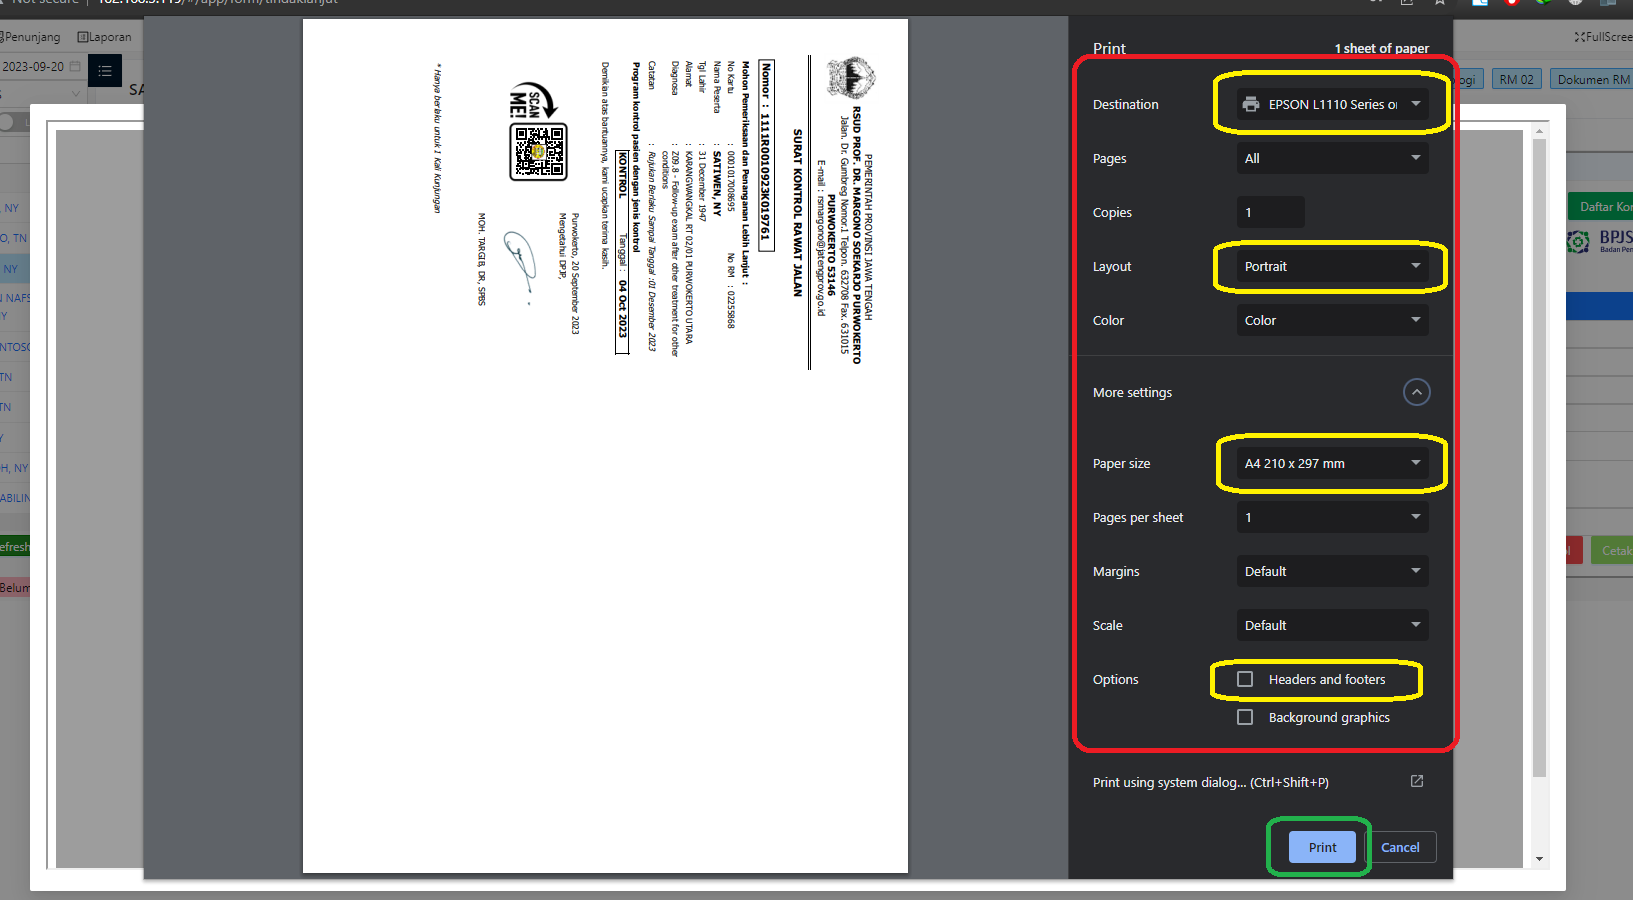 Not secure
162.168.5.119/#/app/form/tindaklanjut
Penunjang
Laporan
FullScree
2023-09-20
SA
ogi
RM 02
Dokumen RM
, NY
O, TN
NY
N NAFS
Y
NTOSO
TN
TN
Y
H, NY
ABILIN
efresh
Belum
Daftar Kon
BPJS
Badan Pen
l
Cetak
PEMERINTAH PROVINSI JAWA TENGAH
RSUD PROF. DR. MARGONO SOEKARJO PURWOKERTO
Jalan. Dr. Gumbreg Nomor.1 Telpon. 632708 Fax. 631015
PURWOKERTO 53146
E-mail : rsmargono@jatengprov.go.id
SURAT KONTROL RAWAT JALAN
Nomor : 1111R0010923K019761
Mohon Pemeriksaan dan Penanganan Lebih Lanjut :
No Kartu : 0001017008695 No RM : 02255868
Nama Peserta : SATIWEN, NY
Tgl Lahir : 31 December 1947
Alamat : KARANGWANGKAL RT 02/01 PURWOKERTO UTARA
Diagnosa : Z09.8 - Follow-up exam after other treatment for other
conditions
Catatan : Rujukan Berlaku Sampai Tanggal :01 Desember 2023
Program kontrol pasien dengan jenis kontrol
KONTROL Tanggal : 04 Oct 2023
Demikian atas bantuannya, kami ucapkan terima kasih.
Purwokerto, 20 September 2023
Mengetahui DPJP,
SCAN
ME!
MOH. TARGIB, DR, SPBS
* Hanya berlaku untuk 1 Kali Kunjungan
Print
1 sheet of paper
Destination
EPSON L1110 Series o
Pages
All
Copies
1
Layout
Portrait
Color
Color
More settings
Paper size
A4 210 x 297 mm
Pages per sheet
1
Margins
Default
Scale
Default
Options
Headers and footers
Background graphics
Print using system dialog... (Ctrl+Shift+P)
Print
Cancel